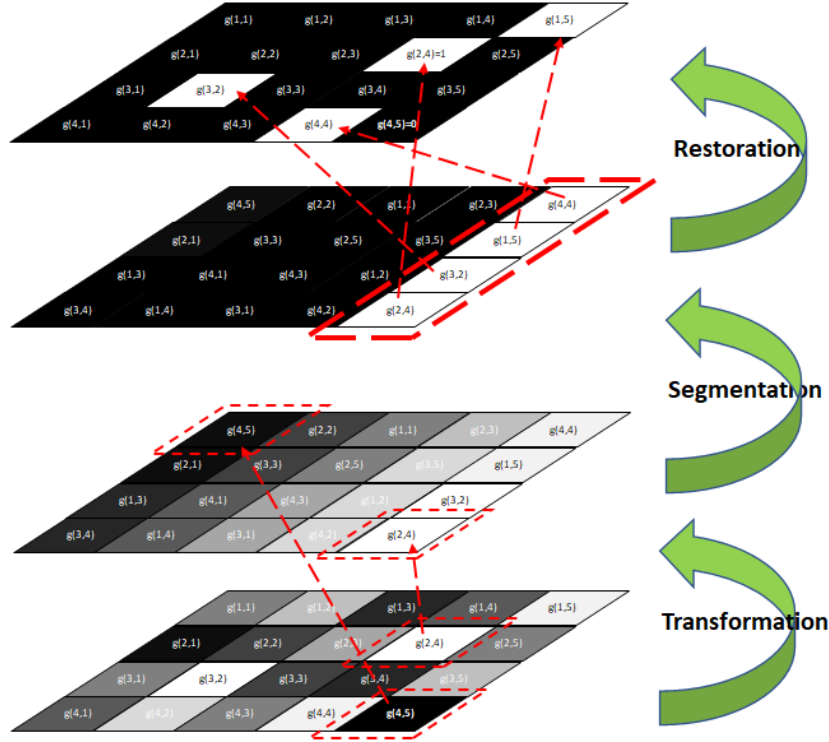 g(1,1) g(1,2) g(1,3) g(1,4) g(1,5)
g(2,1) g(2,2) g(2,3) g(2,4)=1 g(2,5)
g(3,1) g(3,2) g(3,3) g(3,4) g(3,5)
g(4,1) g(4,2) g(4,3) g(4,4) g(4,5)=0
Restoration
g(4,5) g(2,2) g(1,1) g(2,3) g(4,4)
g(2,1) g(3,3) g(2,5) g(3,5) g(1,5)
g(1,3) g(4,1) g(4,3) g(1,2) g(3,2)
g(3,4) g(1,4) g(3,1) g(4,2) g(2,4)
Segmentation
g(4,5) g(2,2) g(1,1) g(2,3) g(4,4)
g(2,1) g(3,3) g(2,5) g(3,5) g(1,5)
g(1,3) g(4,1) g(4,3) g(1,2) g(3,2)
g(3,4) g(1,4) g(3,1) g(4,2) g(2,4)
Transformation
g(1,1) g(1,2) g(1,3) g(1,4) g(1,5)
g(2,1) g(2,2) g(2,3) g(2,4) g(2,5)
g(3,1) g(3,2) g(3,3) g(3,4) g(3,5)
g(4,1) g(4,2) g(4,3) g(4,4) g(4,5)